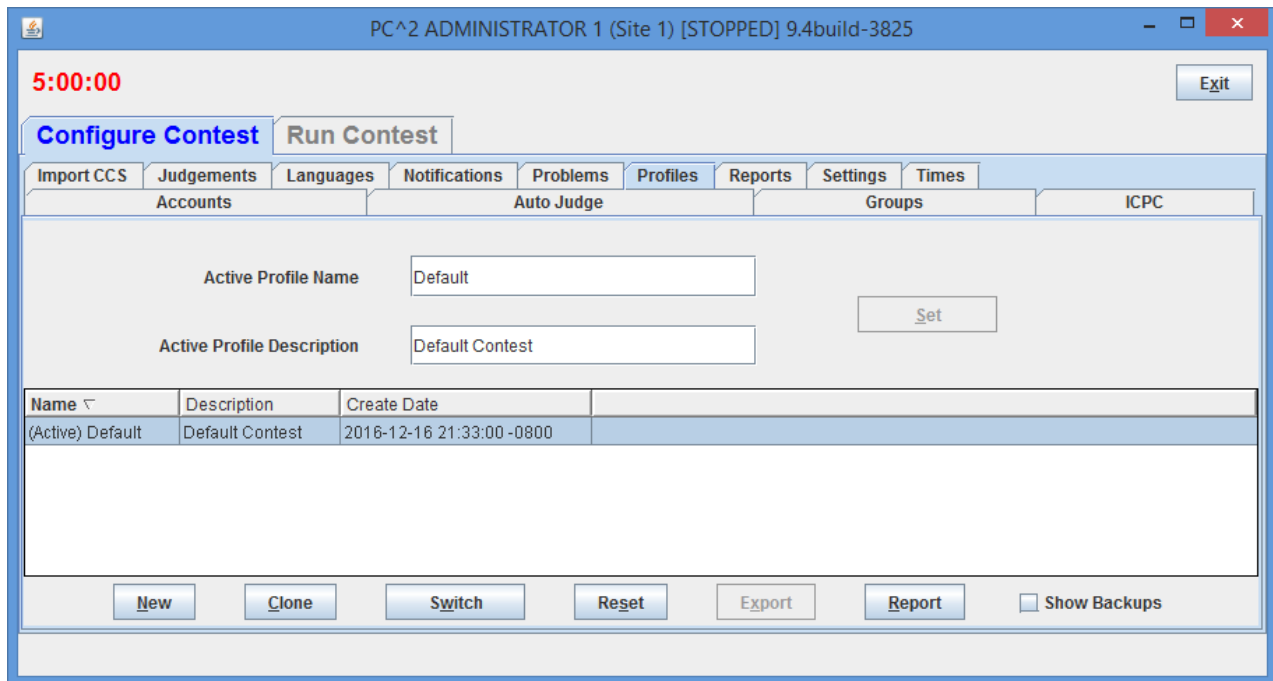 PC^2 ADMINISTRATOR 1 (Site 1) [STOPPED] 9.4build-3825
5:00:00
Exit
Configure Contest Run Contest
Import CCS Judgements Languages Notifications Problems Profiles Reports Settings Times
Accounts Auto Judge Groups ICPC
Active Profile Name Default
Set
Active Profile Description Default Contest
Name Description Create Date
(Active) Default Default Contest 2016-12-16 21:33:00 -0800
New Clone Switch Reset Export Report Show Backups